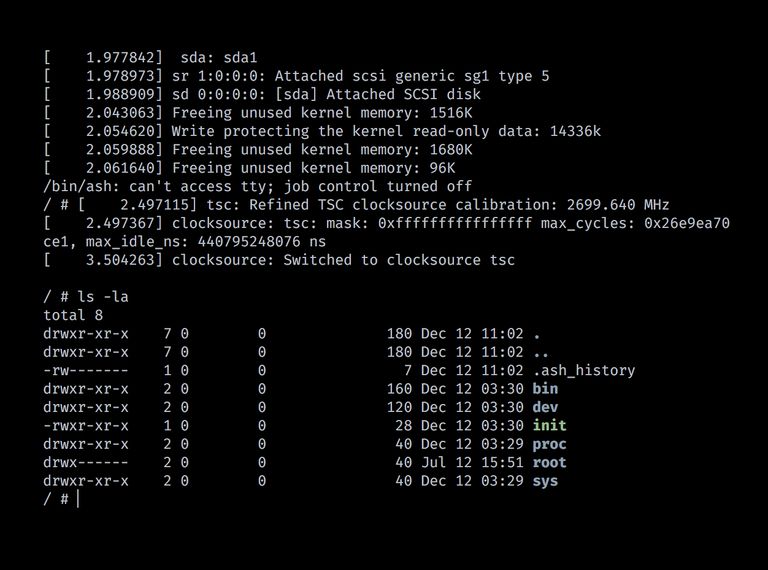 [    1.977842]  sda: sda1
[    1.978973] sr 1:0:0:0: Attached scsi generic sg1 type 5
[    1.988909] sd 0:0:0:0: [sda] Attached SCSI disk
[    2.043063] Freeing unused kernel memory: 1516K
[    2.054620] Write protecting the kernel read-only data: 14336k
[    2.059888] Freeing unused kernel memory: 1680K
[    2.061640] Freeing unused kernel memory: 96K
/bin/ash: can't access tty; job control turned off
/ # [    2.497115] tsc: Refined TSC clocksource calibration: 2699.640 MHz
[    2.497367] clocksource: tsc: mask: 0xffffffffffffffff max_cycles: 0x26e9ea70
ce1, max_idle_ns: 440795248076 ns
[    3.504263] clocksource: Switched to clocksource tsc
/ # ls -la
total 8
drwxr-xr-x    7 0        0              180 Dec 12 11:02 .
drwxr-xr-x    7 0        0              180 Dec 12 11:02 ..
-rw-------    1 0        0                7 Dec 12 11:02 .ash_history
drwxr-xr-x    2 0        0              160 Dec 12 03:30 bin
drwxr-xr-x    2 0        0              120 Dec 12 03:30 dev
-rwxr-xr-x    1 0        0               28 Dec 12 03:30 init
drwxr-xr-x    2 0        0               40 Dec 12 03:29 proc
drwx------    2 0        0               40 Jul 12 15:51 root
drwxr-xr-x    2 0        0               40 Dec 12 03:29 sys
/ #